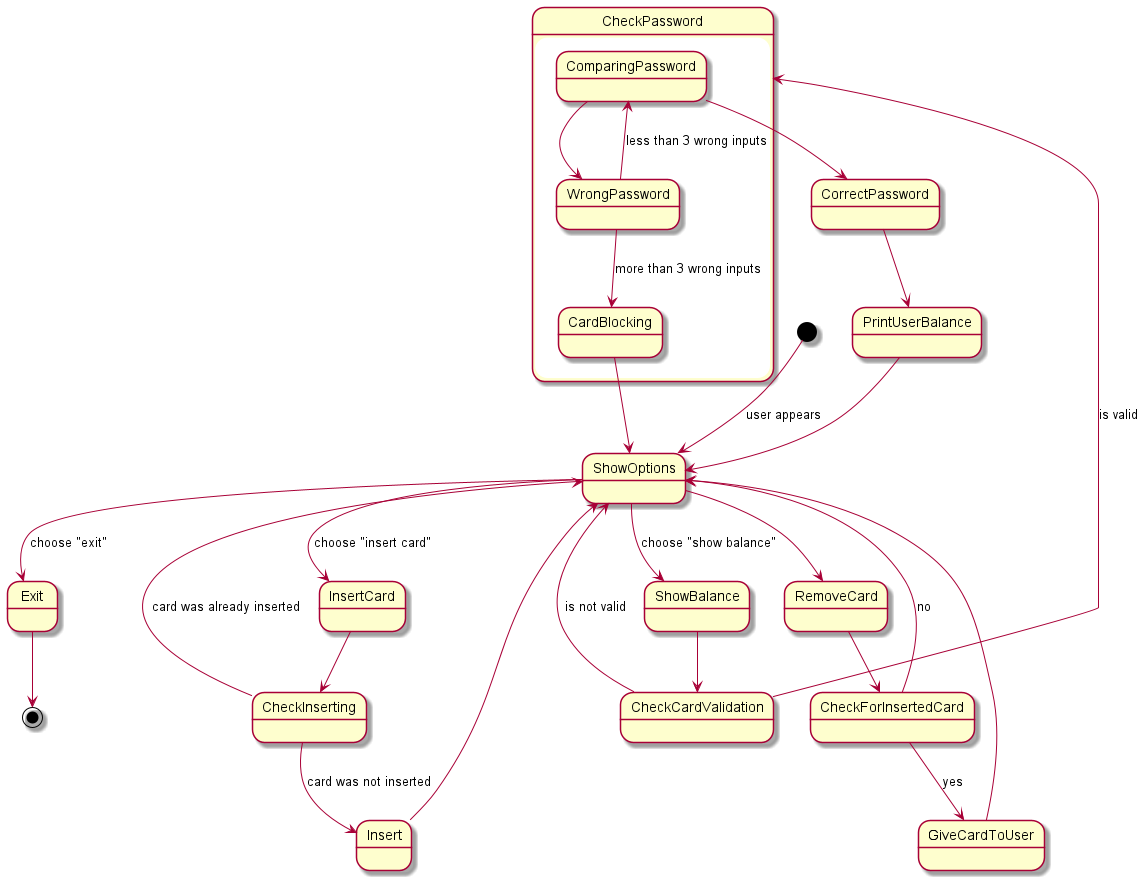 CheckPassword
ComparingPassword
less than 3 wrong inputs
WrongPassword
CorrectPassword
more than 3 wrong inputs
CardBlocking
PrintUserBalance
user appears
is valid
ShowOptions
choose "exit"
choose "insert card"
choose "show balance"
Exit
card was already inserted
InsertCard
is not valid
ShowBalance
RemoveCard
no
CheckInserting
CheckCardValidation
CheckForInsertedCard
card was not inserted
yes
Insert
GiveCardToUser